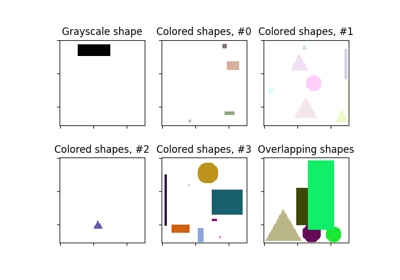 Grayscale shape
Colored shapes, #0
Colored shapes, #1
Colored shapes, #2
Colored shapes, #3
Overlapping shapes